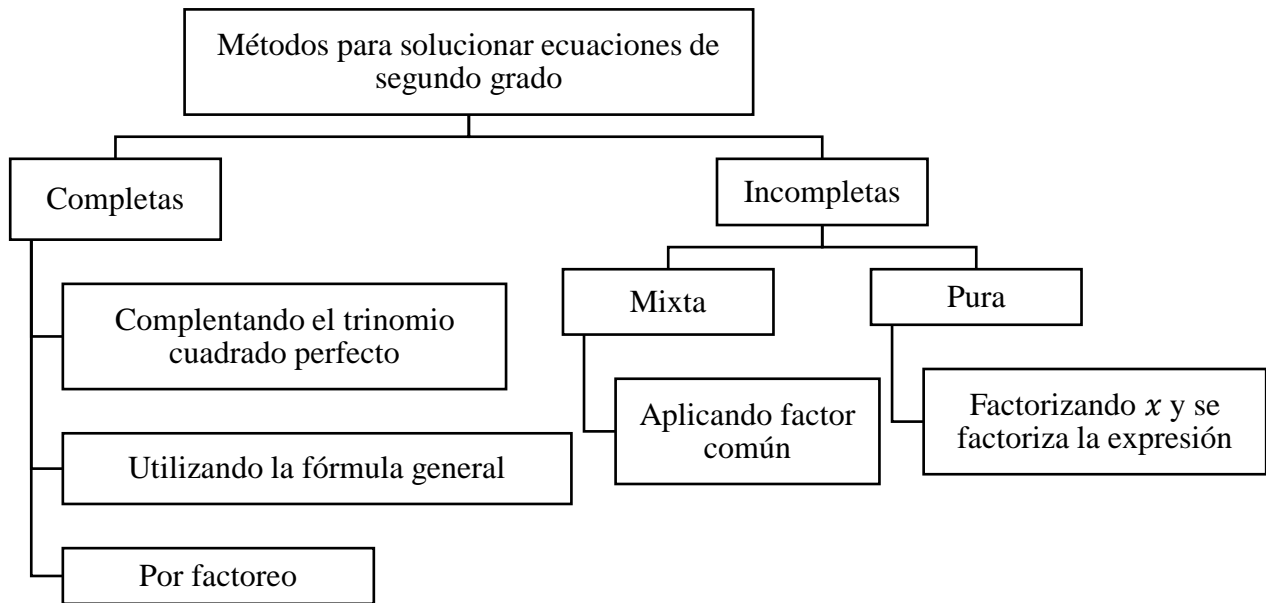 Métodos para solucionar ecuaciones de
segundo grado
Completas
Complentando el trinomio
cuadrado perfecto
Utilizando la fórmula general
Por factoreo
Incompletas
Mixta
Aplicando factor
común
Pura
Factorizando 𝑥 y se
factoriza la expresión